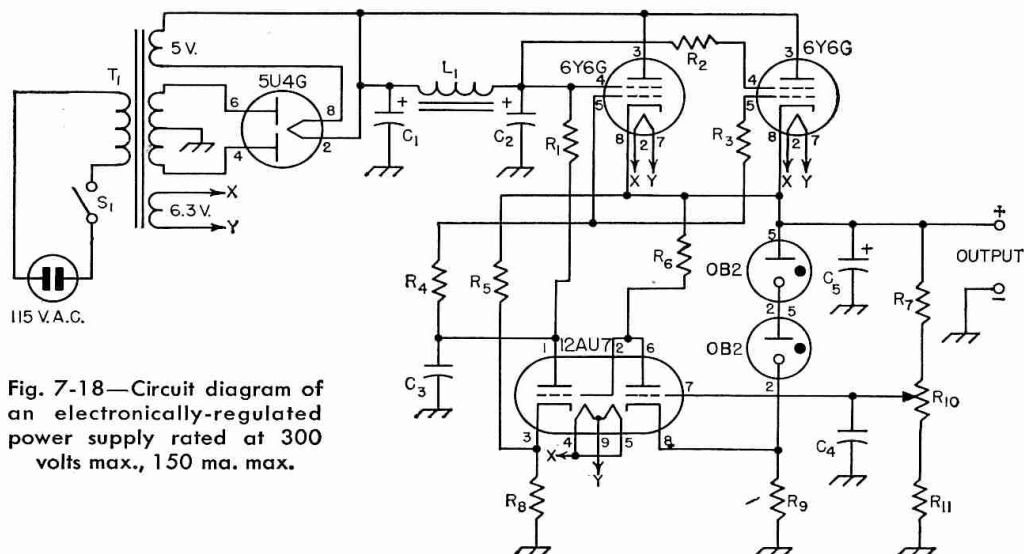 T1
5 V.
6.3 V.
X
Y
S1
115 V. A.C.
5U4G
6
4
8
2
C1
+
L1
+
C2
R1
6Y6G
3
4
5
8
2
7
X
Y
R2
6Y6G
3
4
5
8
2
7
X
Y
R3
R4
R5
R6
C3
12AU7
1
2
6
7
3
4
9
5
8
X
Y
R8
OB2
5
2
OB2
5
2
C5
+
R7
R10
R11
C4
R9
+
OUTPUT
−
Fig. 7-18—Circuit diagram of
an electronically-regulated
power supply rated at 300
volts max., 150 ma. max.